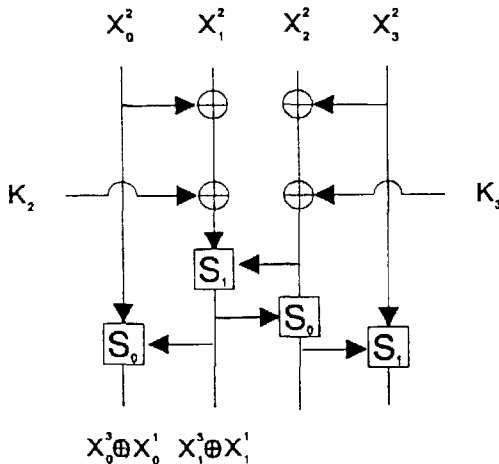 X₀² X₁² X₂² X₃²
K₂ K₃
S₁
S₀
S₀ S₁
X₀³⊕X₀¹ X₁³⊕X₁¹